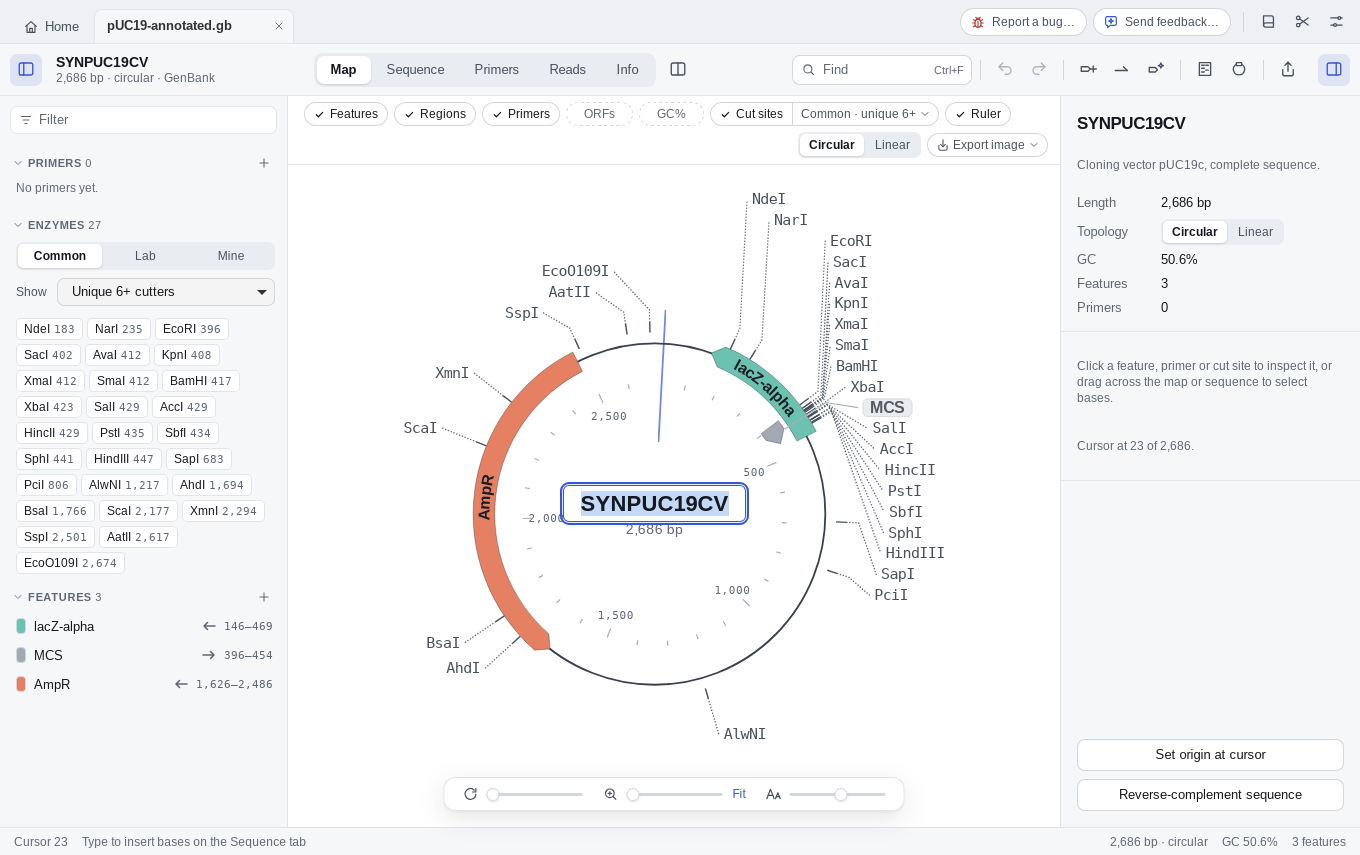 Home
pUC19-annotated.gb
Report a bug…
Send feedback…
SYNPUC19CV
2,686 bp · circular · GenBank
Map Sequence Primers Reads Info
Find Ctrl+F
Filter
PRIMERS 0
No primers yet.
ENZYMES 27
Common Lab Mine
Show Unique 6+ cutters
NdeI 183 NarI 235 EcoRI 396
SacI 402 AvaI 412 KpnI 408
XmaI 412 SmaI 412 BamHI 417
XbaI 423 SalI 429 AccI 429
HincII 429 PstI 435 SbfI 434
SphI 441 HindIII 447 SapI 683
PciI 806 AlwNI 1,217 AhdI 1,694
BsaI 1,766 ScaI 2,177 XmnI 2,294
SspI 2,501 AatII 2,617
EcoO109I 2,674
FEATURES 3
lacZ-alpha 146–469
MCS 396–454
AmpR 1,626–2,486
Features Regions Primers ORFs GC% Cut sites Common · unique 6+ Ruler
Circular Linear Export image
NdeI
NarI
EcoRI
SacI
AvaI
KpnI
XmaI
SmaI
BamHI
XbaI
MCS
SalI
AccI
HincII
PstI
SbfI
SphI
HindIII
SapI
PciI
AlwNI
AhdI
BsaI
ScaI
XmnI
SspI
AatII
EcoO109I
lacZ-alpha
AmpR
500
1,000
1,500
2,000
2,500
SYNPUC19CV
2,686 bp
Fit
SYNPUC19CV
Cloning vector pUC19c, complete sequence.
Length 2,686 bp
Topology Circular Linear
GC 50.6%
Features 3
Primers 0
Click a feature, primer or cut site to inspect it, or
drag across the map or sequence to select
bases.
Cursor at 23 of 2,686.
Set origin at cursor
Reverse-complement sequence
Cursor 23 Type to insert bases on the Sequence tab
2,686 bp · circular GC 50.6% 3 features